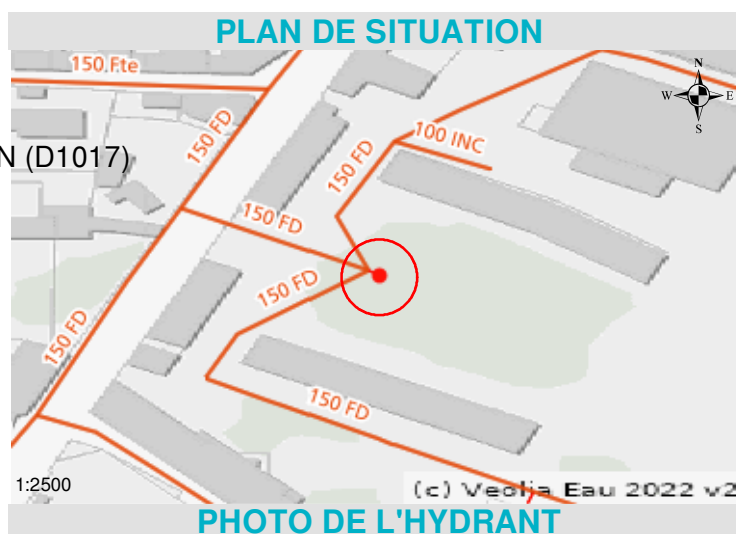 PLAN DE SITUATION
150 Fte
N
W E
S
150 FD
100 INC
N (D1017)
150 FD
150 FD
150 FD
150 FD
150 FD
1:2500
(c) Veolia Eau 2022 v2
PHOTO DE L'HYDRANT